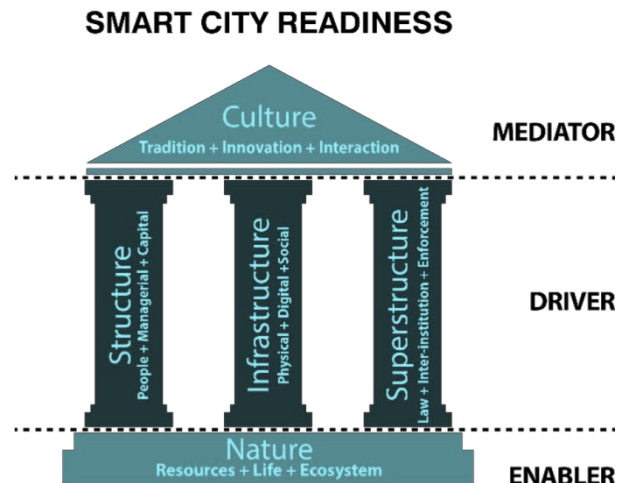 SMART CITY READINESS
Culture
Tradition + Innovation + Interaction
MEDIATOR
Structure
People + Managerial + Capital
Infrastructure
Physical + Digital +Social
Superstructure
Law + Inter-institution + Enforcement
DRIVER
Nature
Resources + Life + Ecosystem
ENABLER